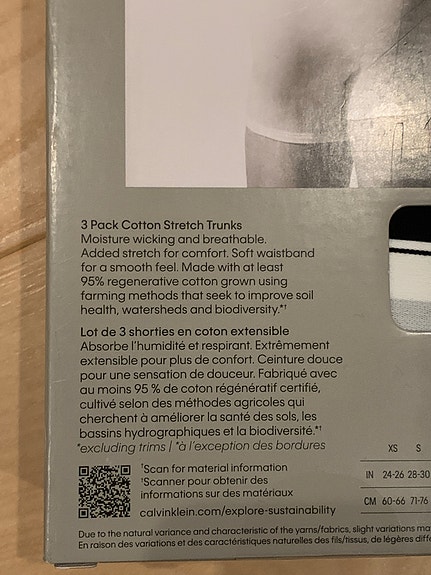 3 Pack Cotton Stretch Trunks
Moisture wicking and breathable.
Added stretch for comfort. Soft waistband
for a smooth feel. Made with at least
95% regenerative cotton grown using
farming methods that seek to improve soil
health, watersheds and biodiversity.*†
Lot de 3 shorties en coton extensible
Absorbe l'humidité et respirant. Extrêmement
extensible pour plus de confort. Ceinture douce
pour une sensation de douceur. Fabriqué avec
au moins 95 % de coton régénératif certifié,
cultivé selon des méthodes agricoles qui
cherchent à améliorer la santé des sols, les
bassins hydrographiques et la biodiversité.*†
*excluding trims | *à l'exception des bordures
†Scan for material information
†Scanner pour obtenir des
informations sur des matériaux
calvinklein.com/explore-sustainability
XS S
IN 24-26 28-30
CM 60-66 71-76
Due to the natural variance and characteristic of the yarns/fabrics, slight variations
En raison des variations et des caractéristiques naturelles des fils/tissus, de légères